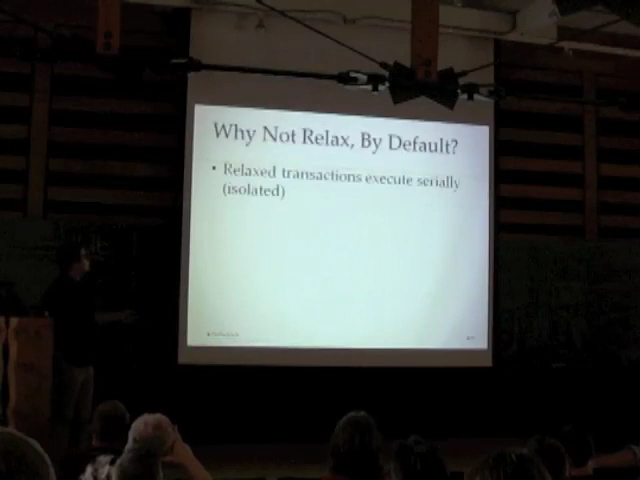 Why Not Relax, By Default?
• Relaxed transactions execute serially
(isolated)